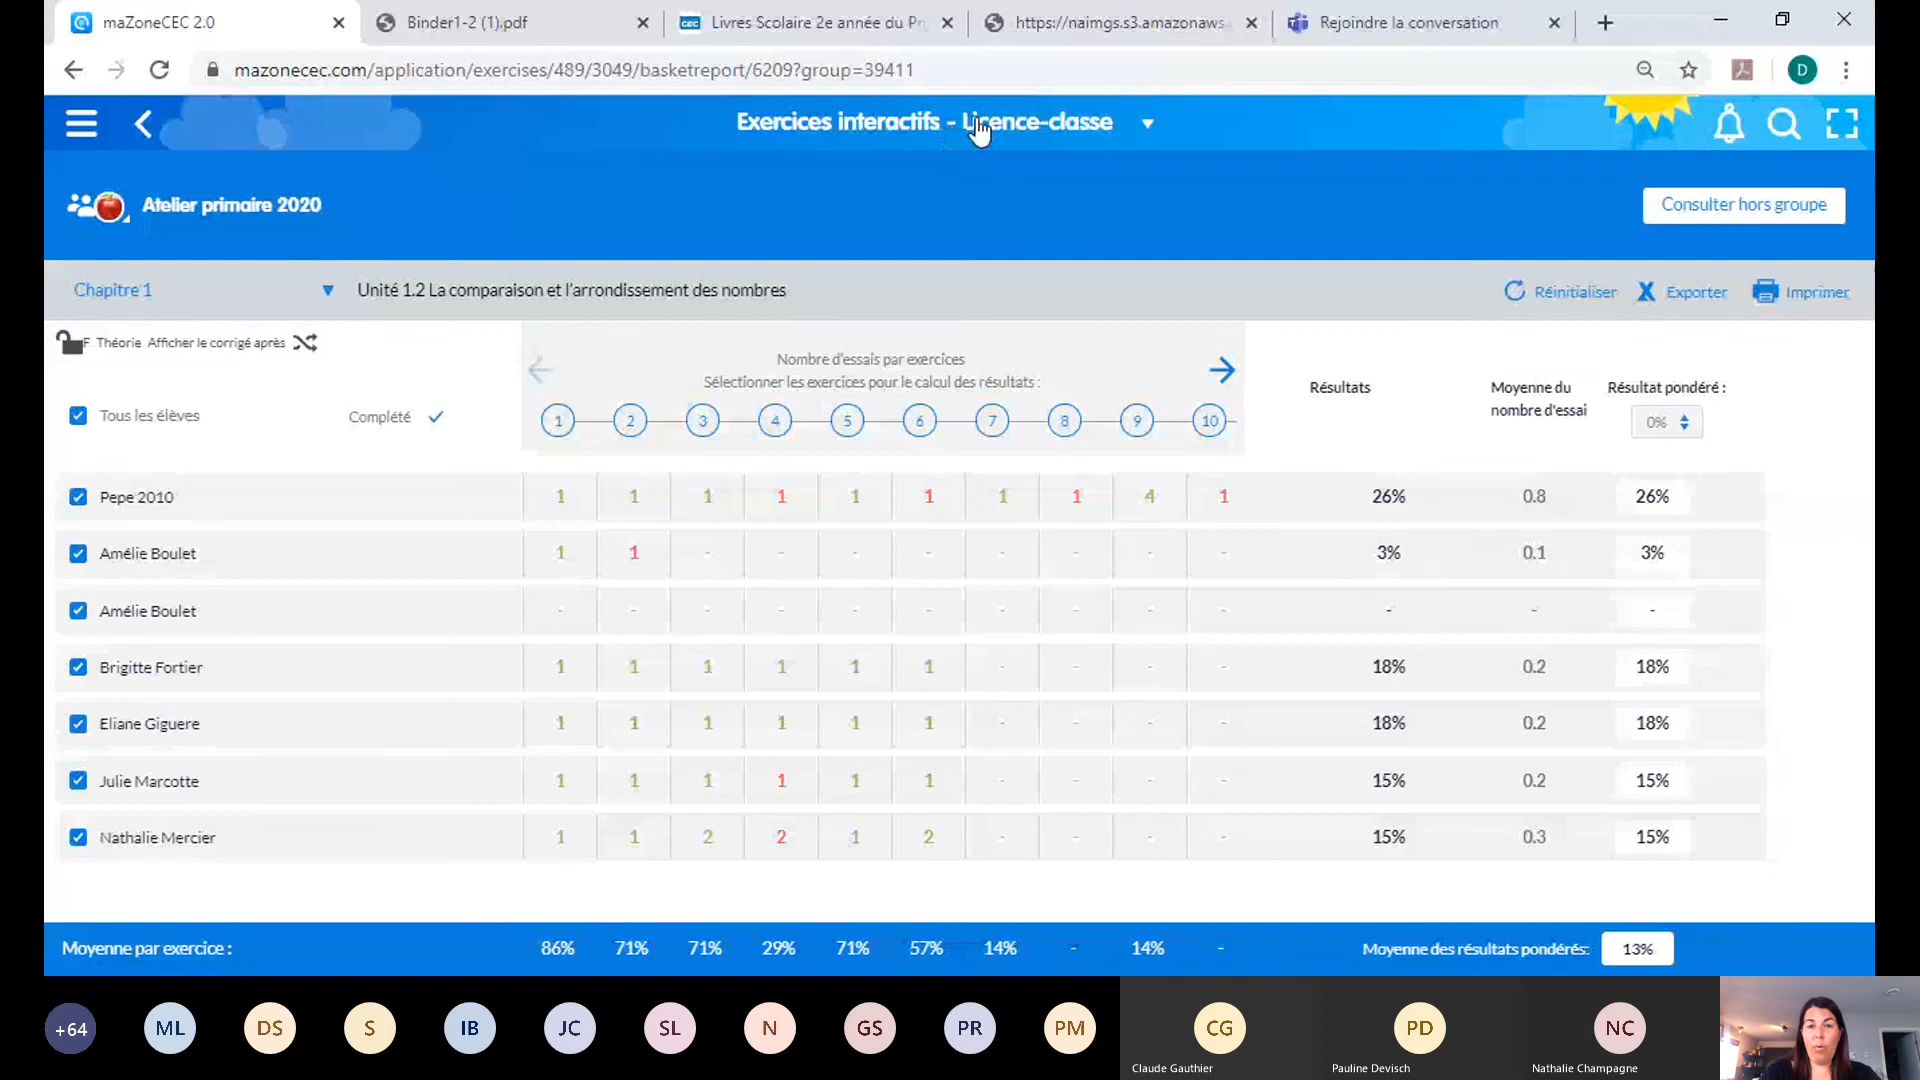 maZoneCEC 2.0
Binder1-2 (1).pdf
Livres Scolaire 2e année du Pr
https://naimgs.s3.amazonaws
Rejoindre la conversation
mazonecec.com/application/exercises/489/3049/basketreport/6209?group=39411
D
Exercices interactifs - Licence-classe
Atelier primaire 2020
Consulter hors groupe
Chapitre 1
Unité 1.2 La comparaison et l'arrondissement des nombres
Réinitialiser
Exporter
Imprimer
F Théorie Afficher le corrigé après
Nombre d'essais par exercices
Sélectionner les exercices pour le calcul des résultats :
Résultats
Moyenne du nombre d'essai
Résultat pondéré :
0%
Tous les élèves Complété
1 2 3 4 5 6 7 8 9 10
Pepe 2010 1 1 1 1 1 1 1 1 4 1 26% 0.8 26%
Amélie Boulet 1 1 - - - - - - - - 3% 0.1 3%
Amélie Boulet - - - - - - - - - - - - -
Brigitte Fortier 1 1 1 1 1 1 - - - - 18% 0.2 18%
Eliane Giguere 1 1 1 1 1 1 - - - - 18% 0.2 18%
Julie Marcotte 1 1 1 1 1 1 - - - - 15% 0.2 15%
Nathalie Mercier 1 1 2 2 1 2 - - - - 15% 0.3 15%
Moyenne par exercice : 86% 71% 71% 29% 71% 57% 14% - 14% - Moyenne des résultats pondérés: 13%
+64 ML DS S IB JC SL N GS PR PM CG PD NC
Claude Gauthier Pauline Devisch Nathalie Champagne